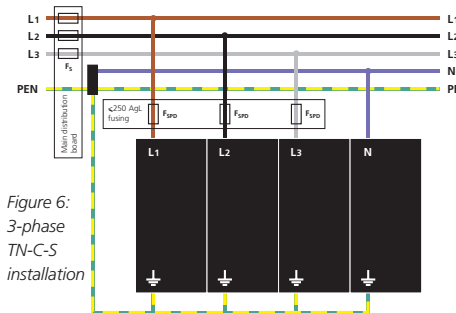 L1
L2
L3
PEN
FS
Main distribution
board
≤250 AgL
fusing
FSPD
FSPD
FSPD
L1
L2
L3
N
L1
L2
L3
N
Figure 6:
3-phase
TN-C-S
installation